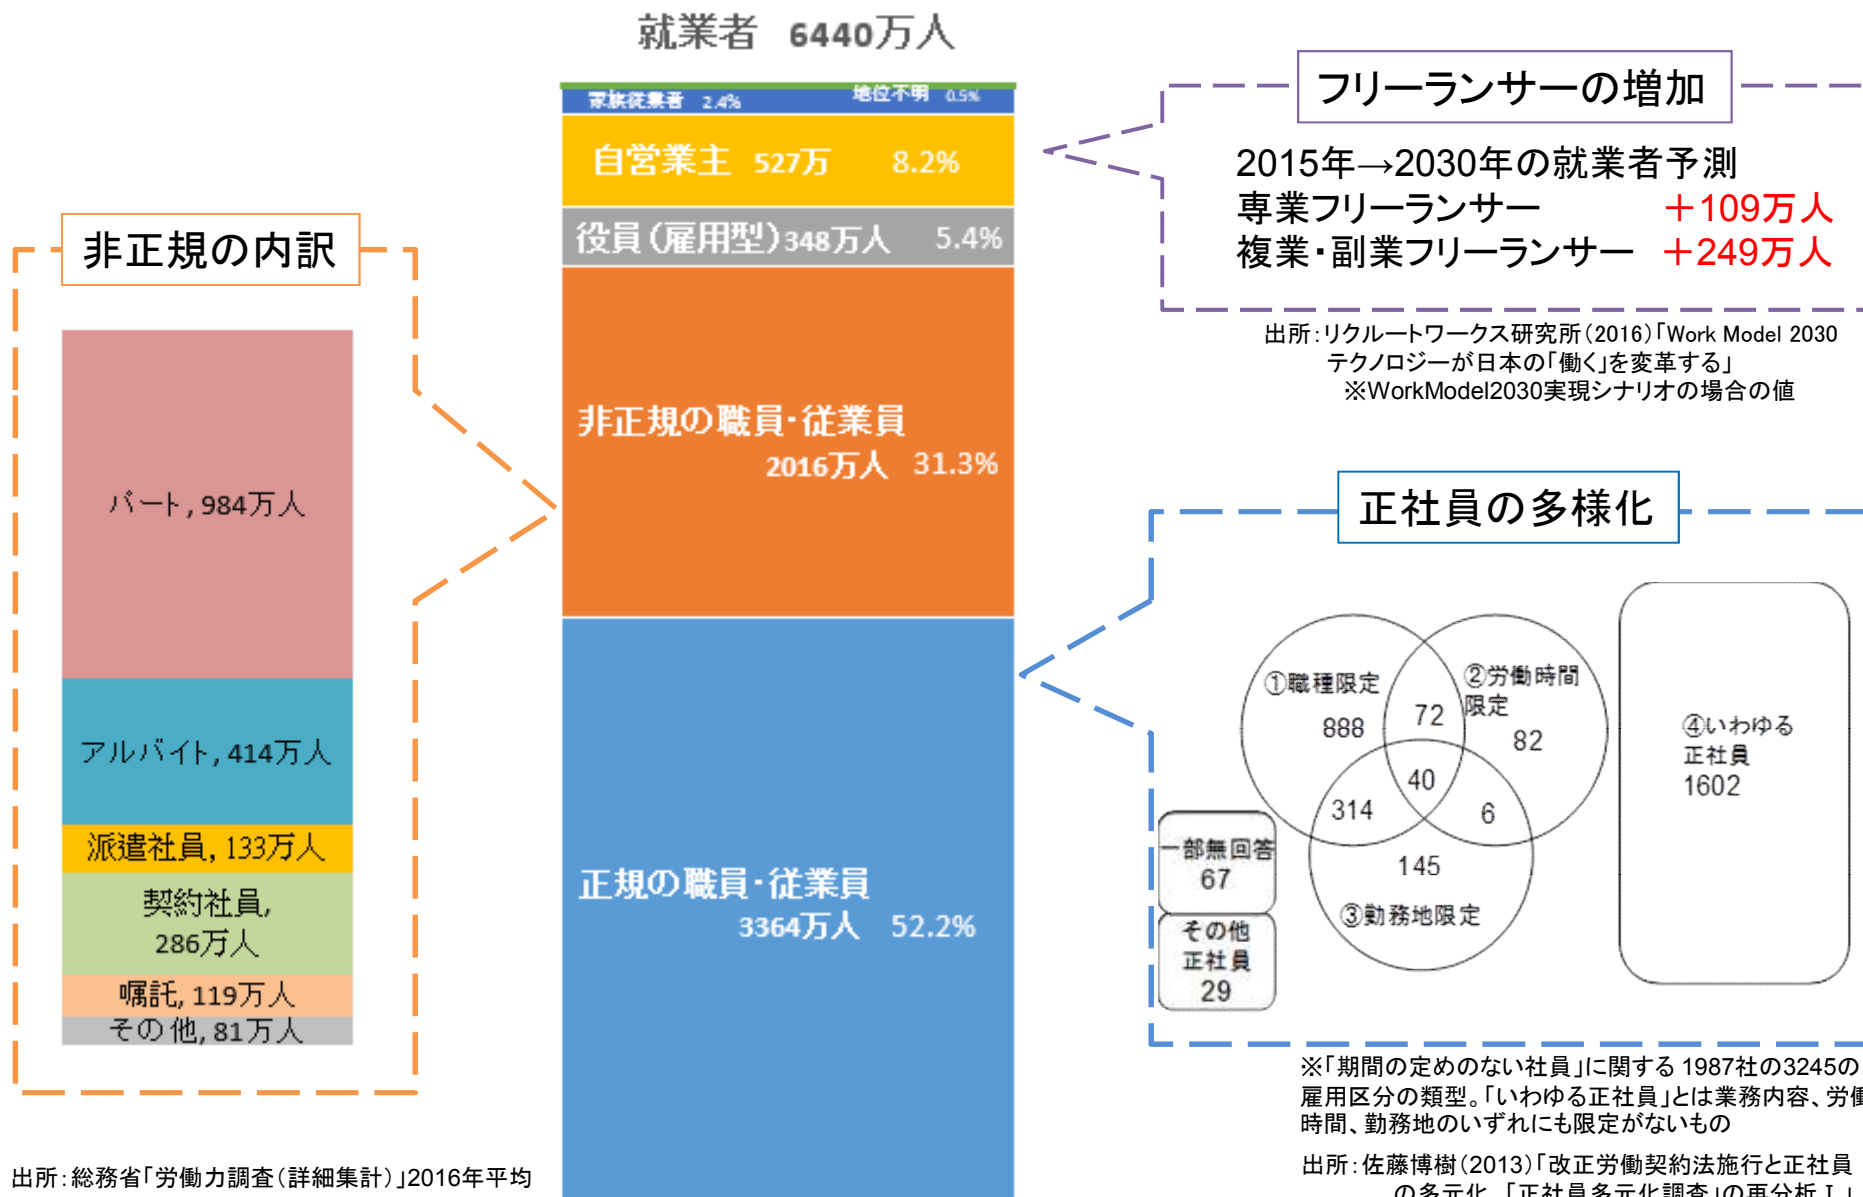 就業者 6440万人
家族従業者 2.4% 地位不明 0.5%
自営業主 527万 8.2%
役員(雇用型)348万人 5.4%
非正規の職員・従業員
2016万人 31.3%
正規の職員・従業員
3364万人 52.2%
非正規の内訳
パート, 984万人
アルバイト, 414万人
派遣社員, 133万人
契約社員,
286万人
嘱託, 119万人
その他, 81万人
出所:総務省「労働力調査(詳細集計)」2016年平均
フリーランサーの増加
2015年→2030年の就業者予測
専業フリーランサー +109万人
複業・副業フリーランサー +249万人
出所:リクルートワークス研究所(2016)「Work Model 2030
テクノロジーが日本の「働く」を変革する」
※WorkModel2030実現シナリオの場合の値
正社員の多様化
①職種限定
888
72
②労働時間
限定
82
40
314
6
145
③勤務地限定
④いわゆる
正社員
1602
一部無回答
67
その他
正社員
29
※「期間の定めのない社員」に関する 1987社の3245の
雇用区分の類型。「いわゆる正社員」とは業務内容、労働
時間、勤務地のいずれにも限定がないもの
出所:佐藤博樹(2013)「改正労働契約法施行と正社員
の多元化 「正社員多元化調査」の再分析Ⅰ」